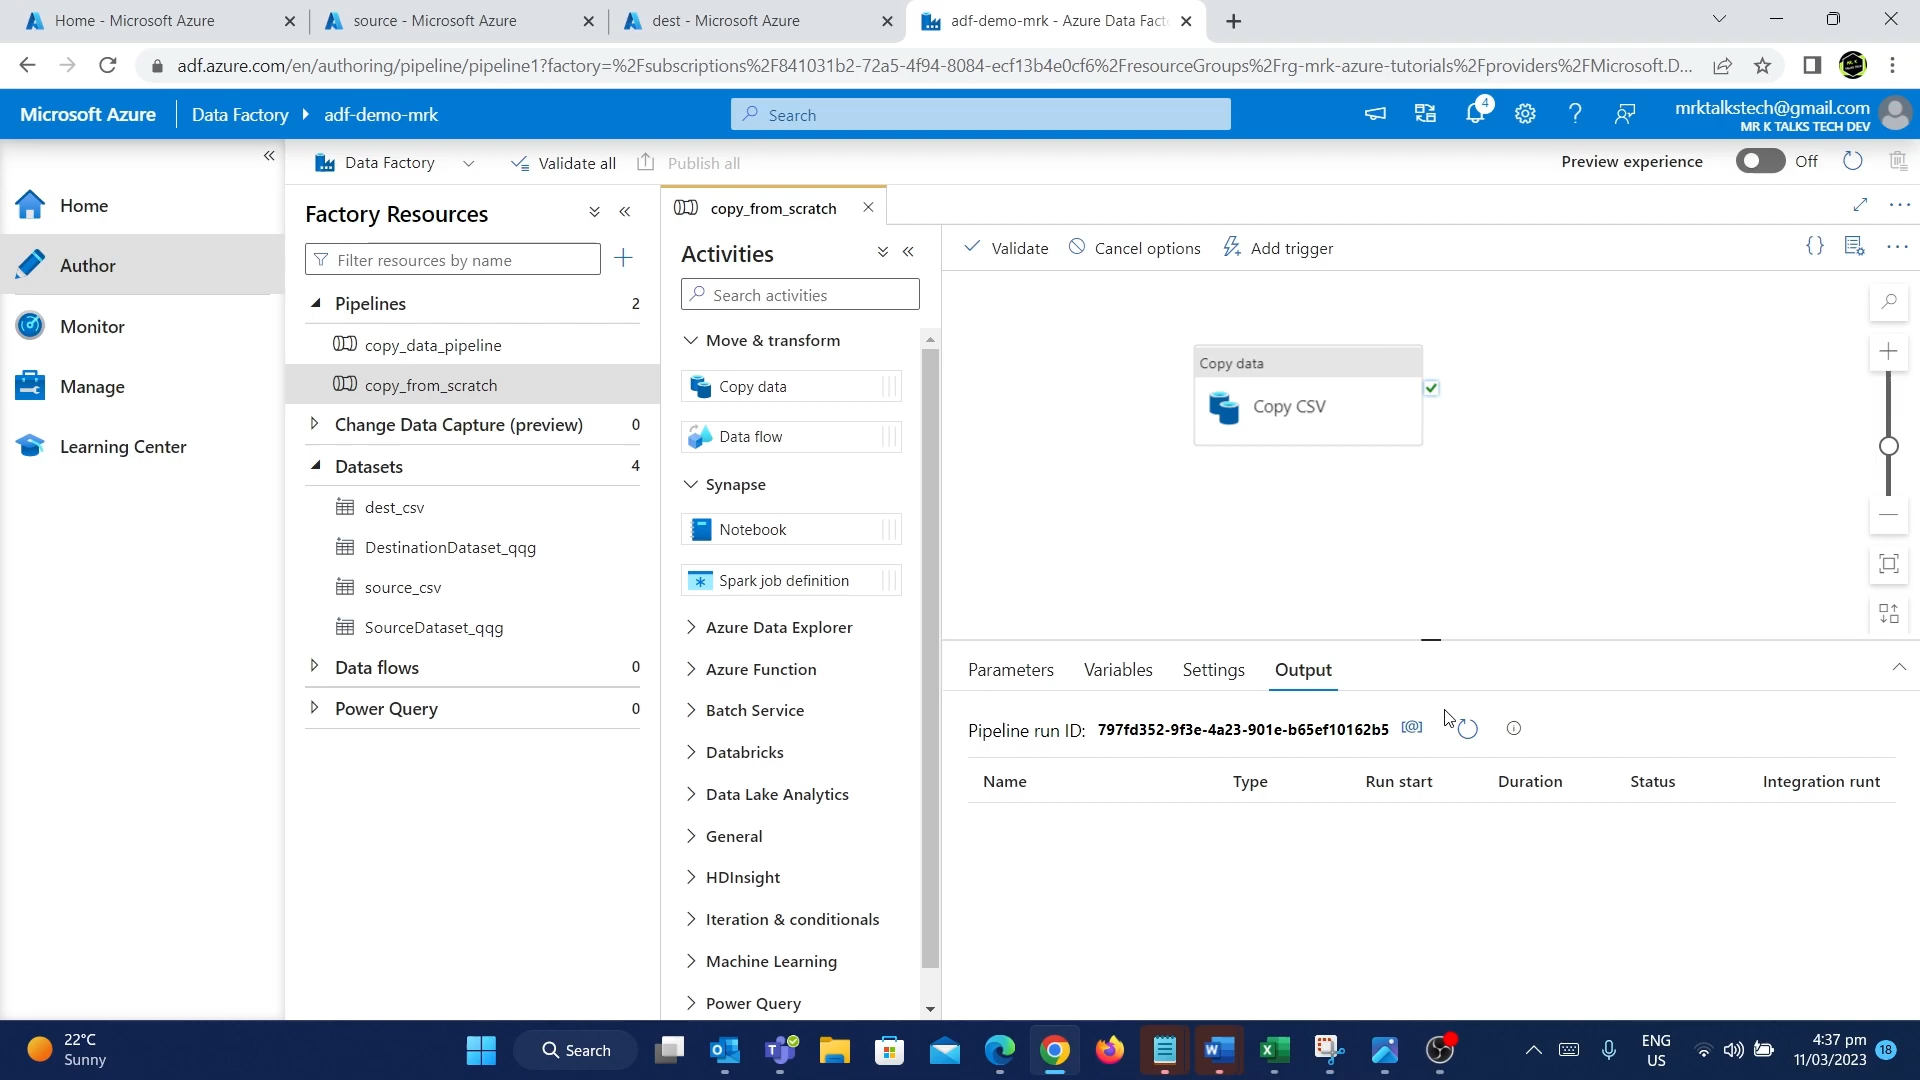 Home - Microsoft Azure
source - Microsoft Azure
dest - Microsoft Azure
adf-demo-mrk - Azure Data Fact
adf.azure.com/en/authoring/pipeline/pipeline1?factory=%2Fsubscriptions%2F841031b2-72a5-4f94-8084-ecf13b4e0cf6%2FresourceGroups%2Frg-mrk-azure-tutorials%2Fproviders%2FMicrosoft.D...
Microsoft Azure
Data Factory
adf-demo-mrk
Search
4
mrktalkstech@gmail.com
MR K TALKS TECH DEV
Home
Author
Monitor
Manage
Learning Center
Data Factory
Validate all
Publish all
Preview experience
Off
Factory Resources
Filter resources by name
Pipelines 2
copy_data_pipeline
copy_from_scratch
Change Data Capture (preview) 0
Datasets 4
dest_csv
DestinationDataset_qqg
source_csv
SourceDataset_qqg
Data flows 0
Power Query 0
copy_from_scratch
Activities
Search activities
Move & transform
Copy data
Data flow
Synapse
Notebook
Spark job definition
Azure Data Explorer
Azure Function
Batch Service
Databricks
Data Lake Analytics
General
HDInsight
Iteration & conditionals
Machine Learning
Power Query
Validate
Cancel options
Add trigger
Copy data
Copy CSV
Parameters
Variables
Settings
Output
Pipeline run ID: 797fd352-9f3e-4a23-901e-b65ef10162b5 [@]
Name
Type
Run start
Duration
Status
Integration runt
22°C
Sunny
Search
ENG
US
4:37 pm
11/03/2023
18